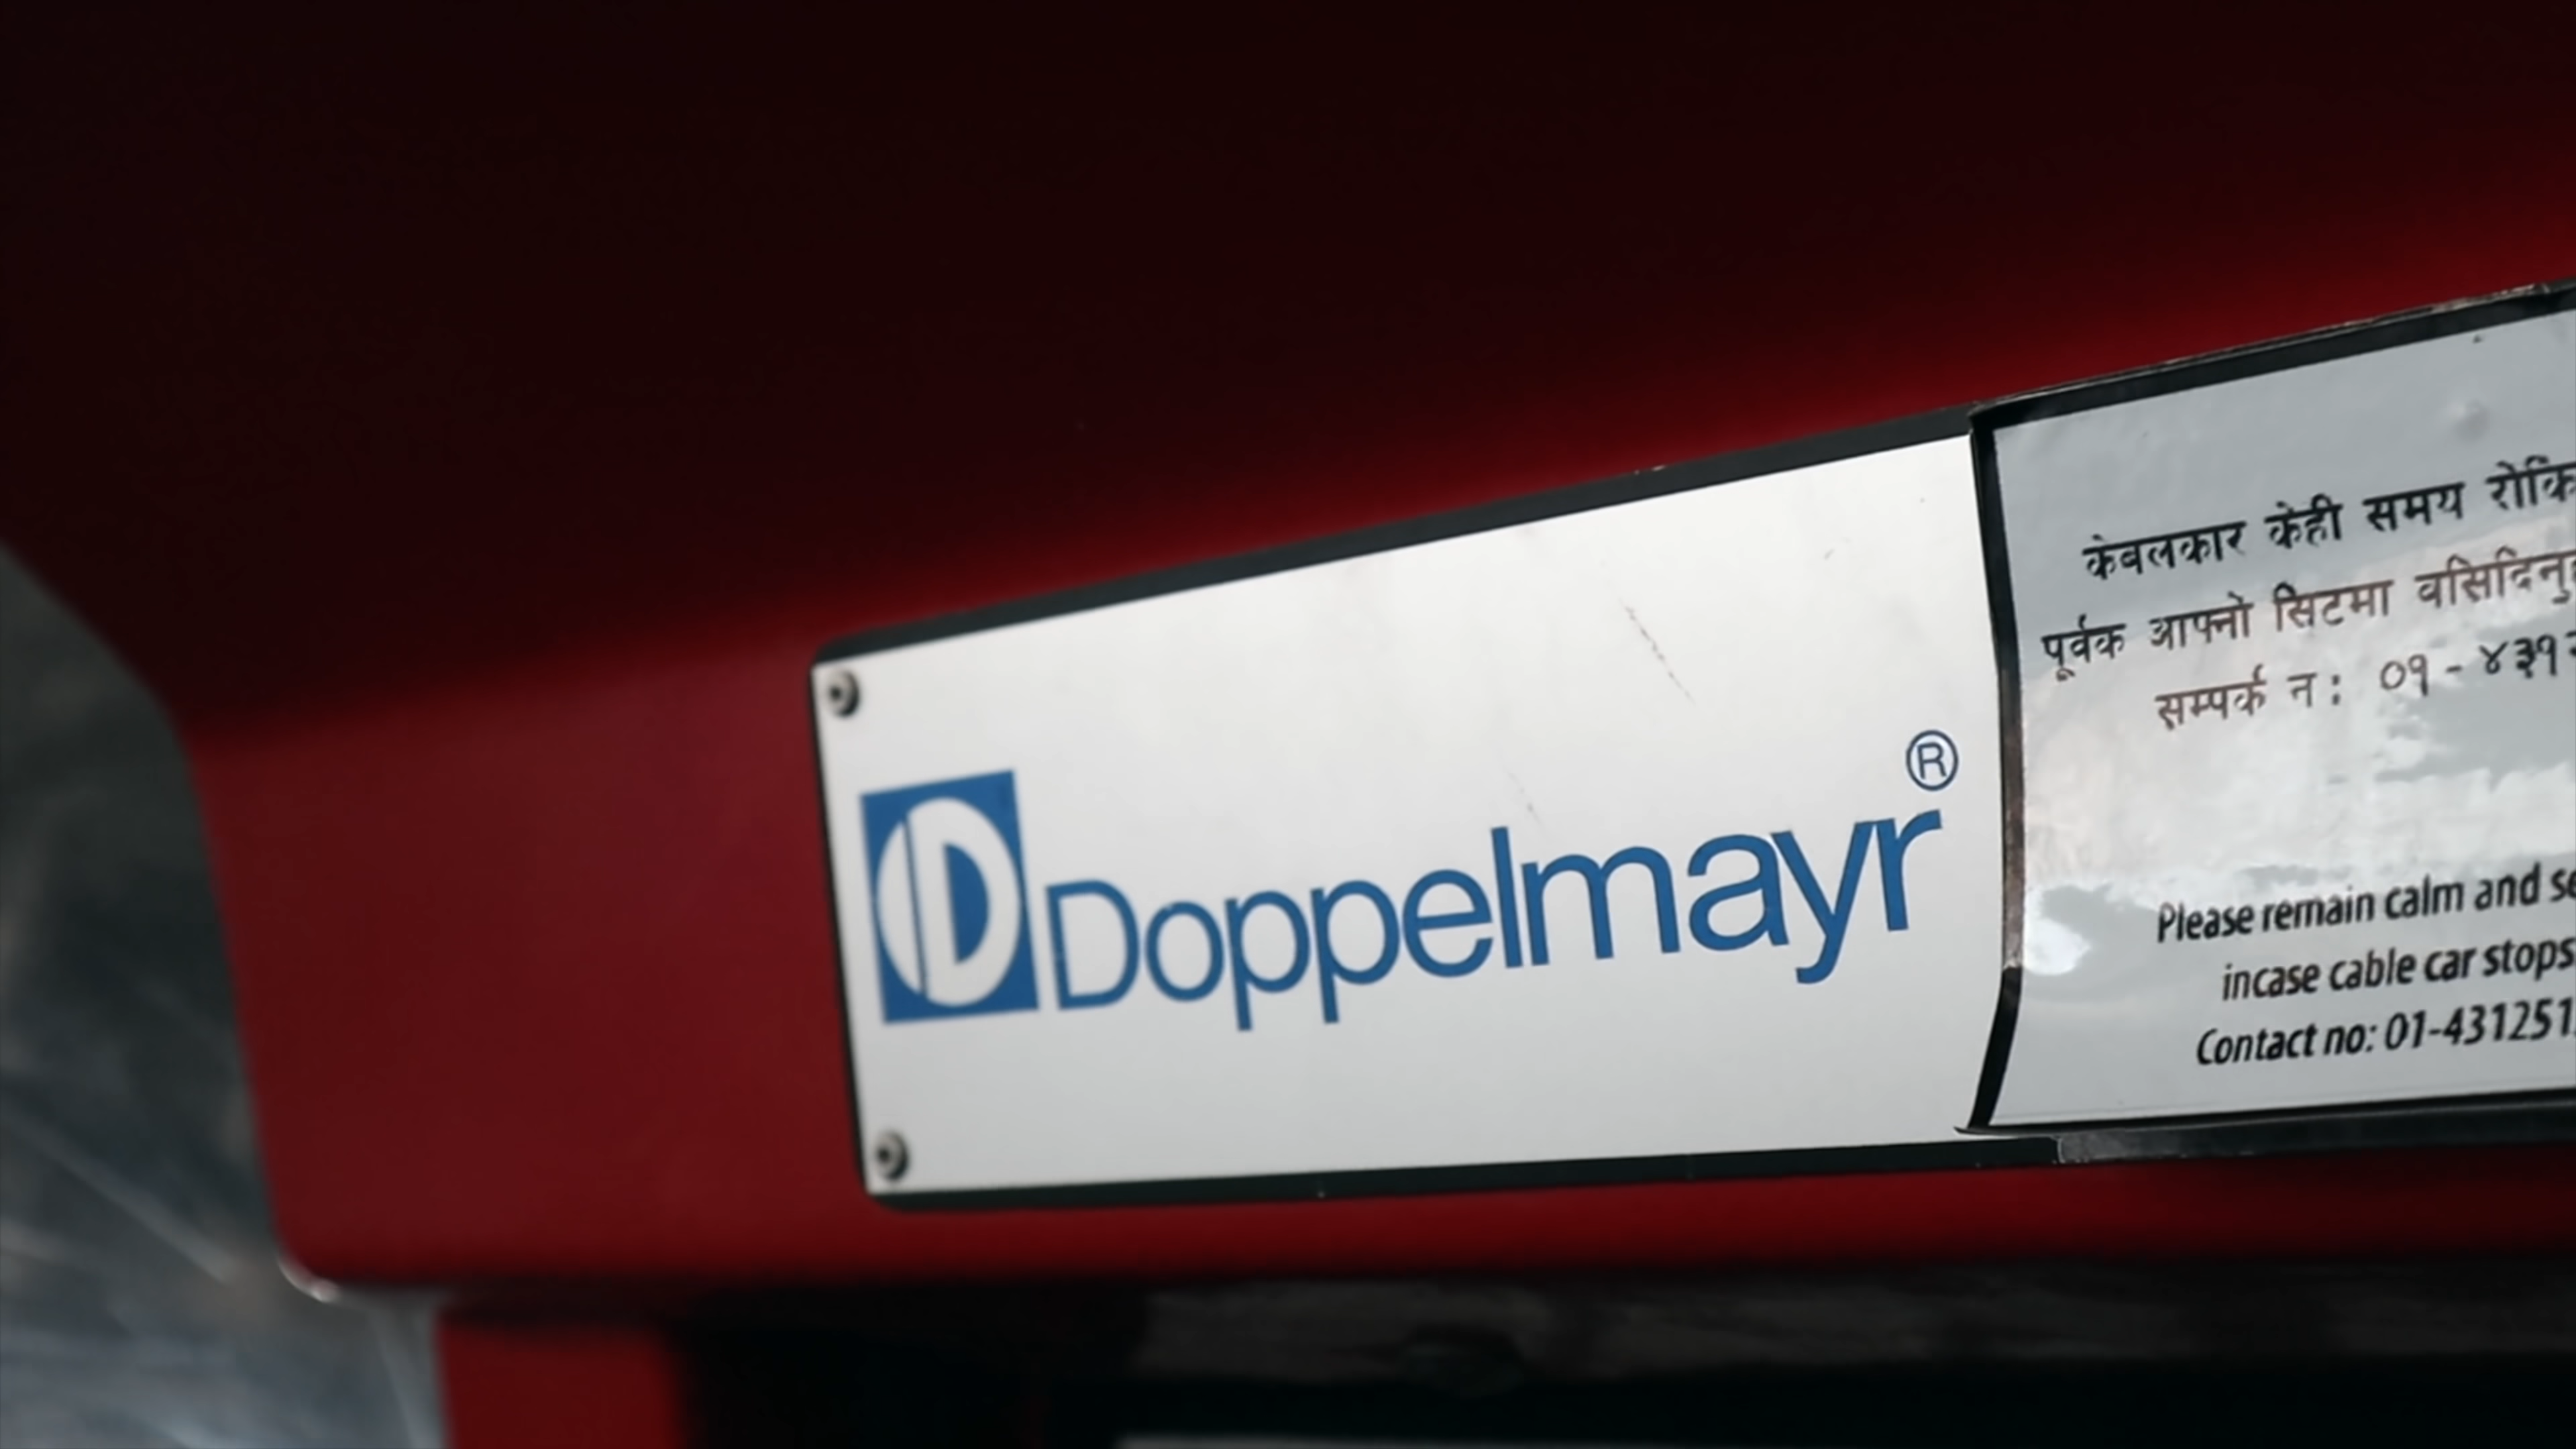 Doppelmayr®
केबलकार केही समय रोकि
पूर्वक आफ्नो सिटमा वसिदिनु
सम्पर्क न : ०१ - ४३१
Please remain calm and se
incase cable car stops
Contact no: 01-431251